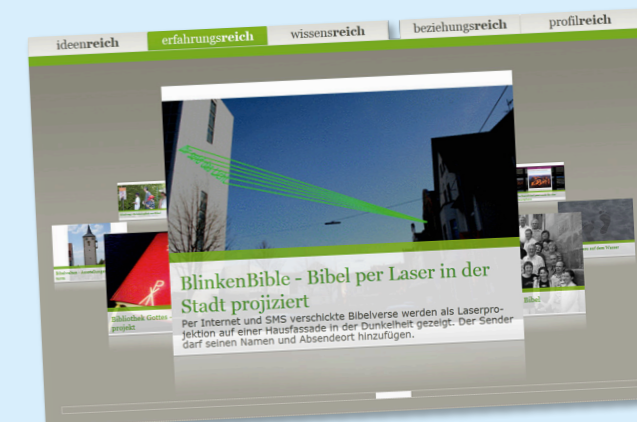 ideenreich
erfahrungsreich
wissensreich
beziehungsreich
profilreich
BlinkenBible - Bibel per Laser in der
Stadt projiziert
Per Internet und SMS verschickte Bibelverse werden als Laserpro-
jektion auf einer Hausfassade in der Dunkelheit gezeigt. Der Sender
darf seinen Namen und Absendeort hinzufügen.
Bibliothek Gottes -
projekt
Bibel